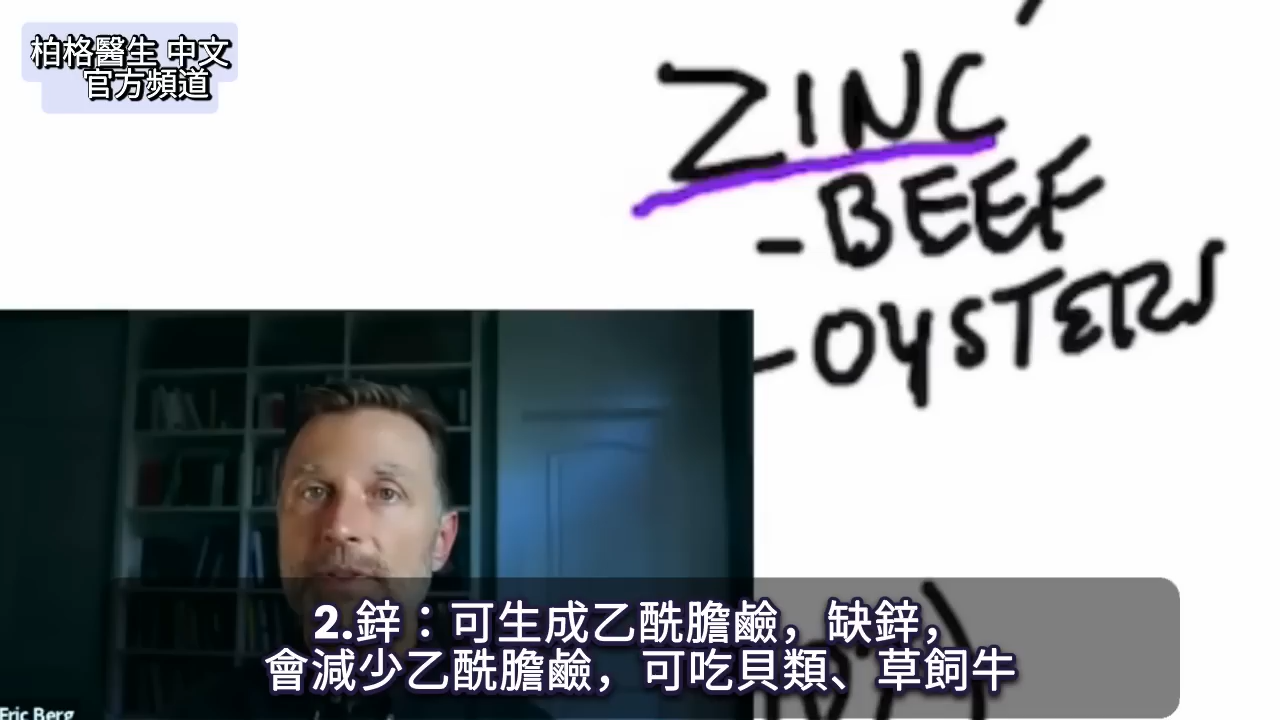 柏格醫生 中文
官方頻道
ZINC
-BEEF
-OYSTERS
2.鋅：可生成乙酰膽鹼，缺鋅，
會減少乙酰膽鹼，可吃貝類、草飼牛
Eric Berg